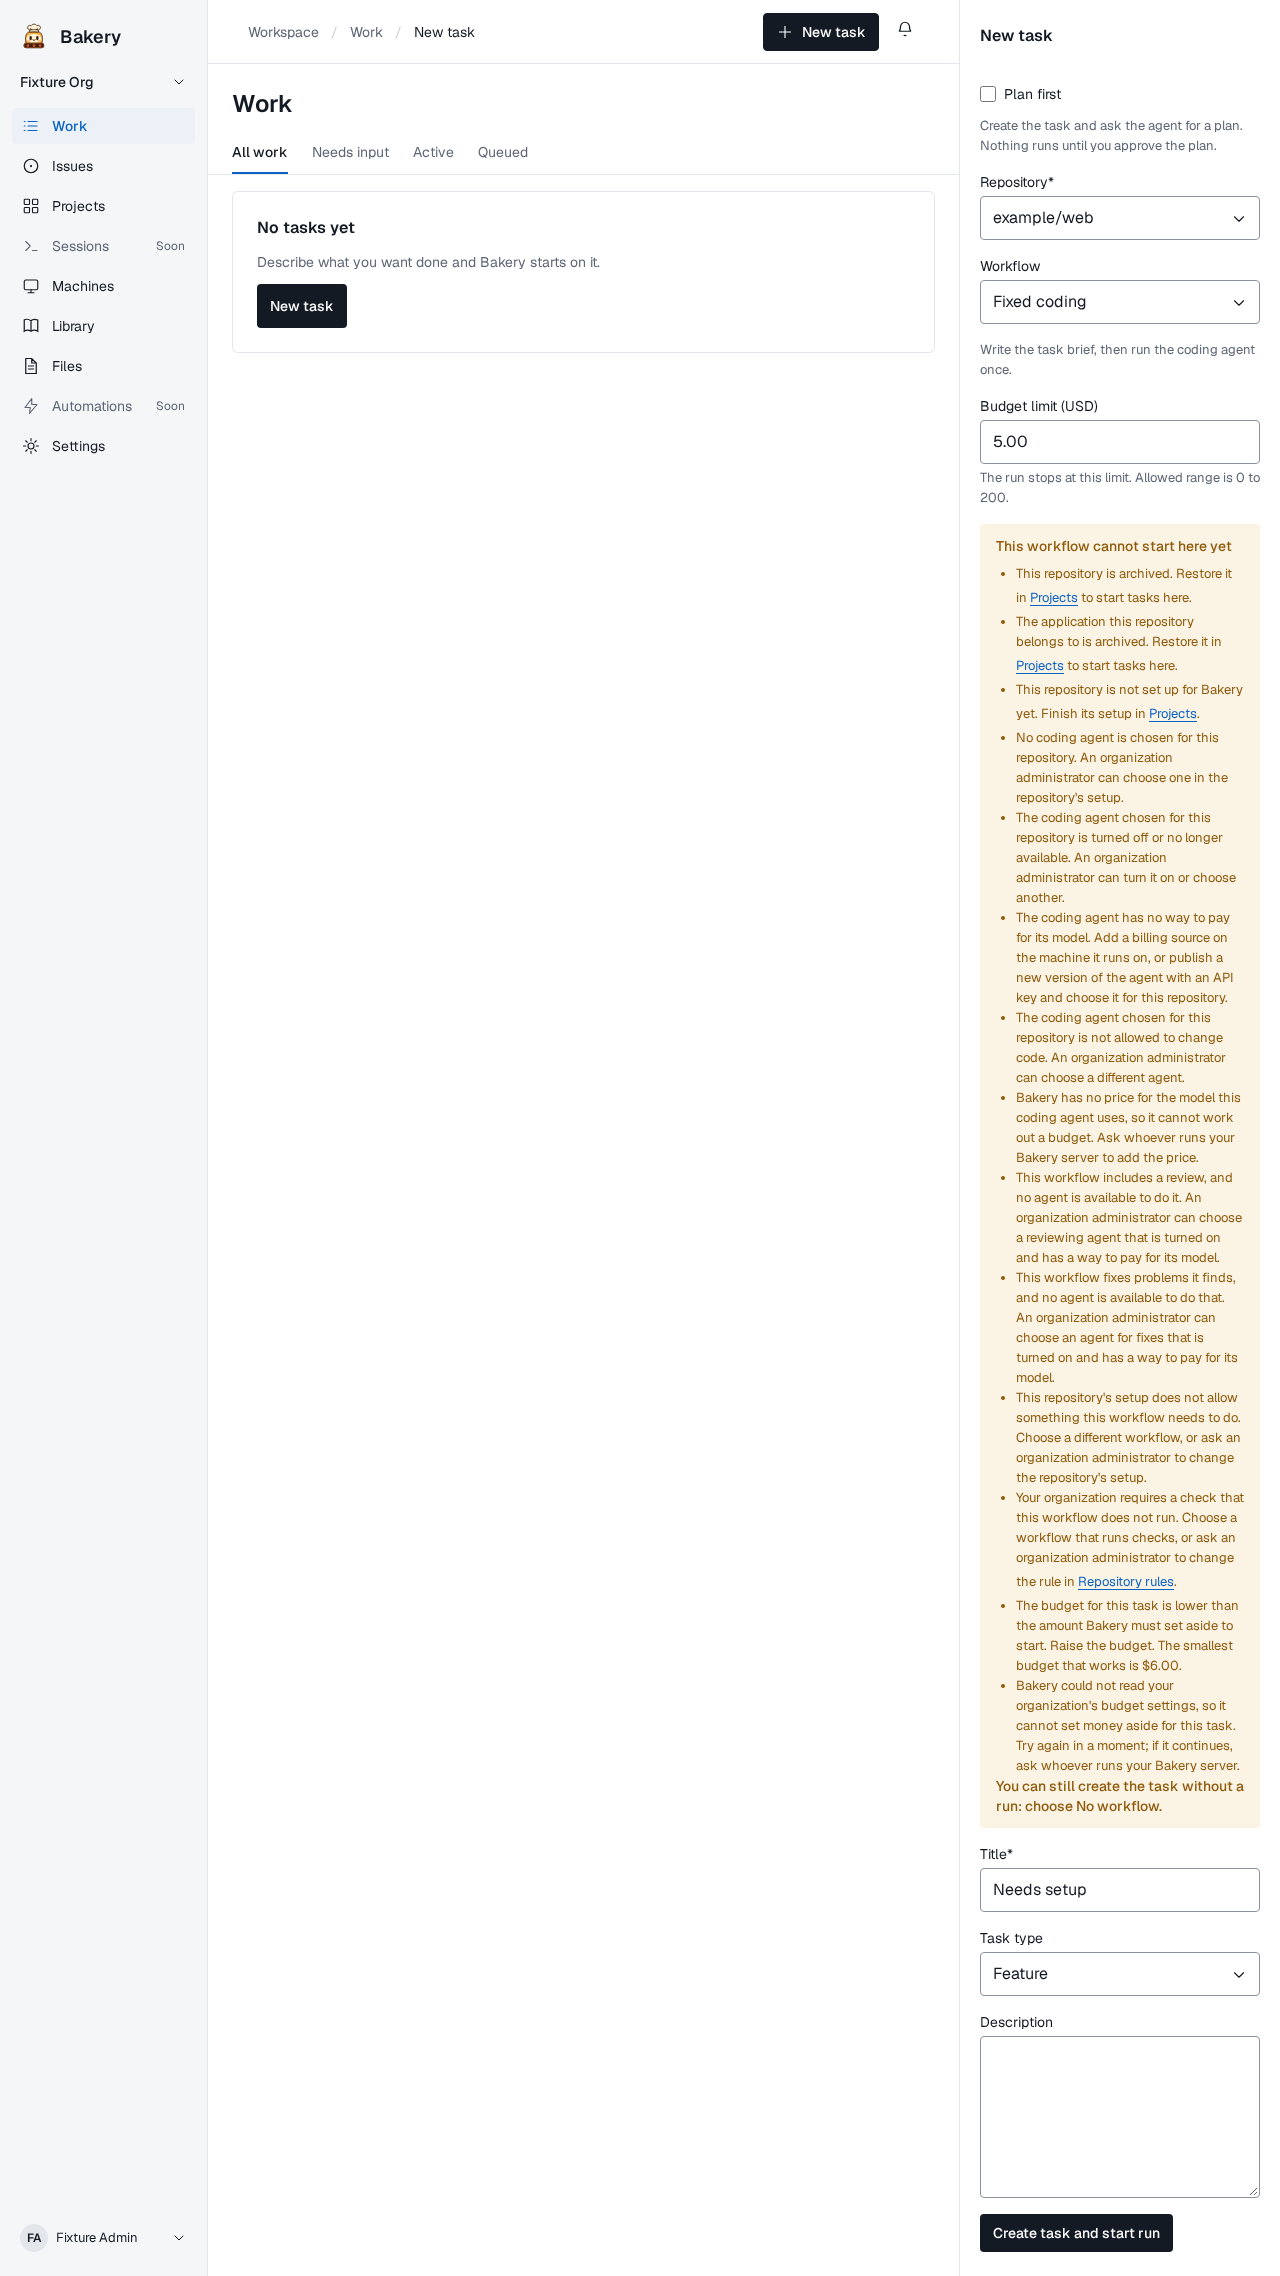 Bakery
Fixture Org
Work
Issues
Projects
Sessions Soon
Machines
Library
Files
Automations Soon
Settings
FA Fixture Admin
Workspace / Work / New task
New task
Work
All work Needs input Active Queued
No tasks yet
Describe what you want done and Bakery starts on it.
New task
New task
Plan first
Create the task and ask the agent for a plan.
Nothing runs until you approve the plan.
Repository*
example/web
Workflow
Fixed coding
Write the task brief, then run the coding agent
once.
Budget limit (USD)
5.00
The run stops at this limit. Allowed range is 0 to
200.
This workflow cannot start here yet
• This repository is archived. Restore it
in Projects to start tasks here.
• The application this repository
belongs to is archived. Restore it in
Projects to start tasks here.
• This repository is not set up for Bakery
yet. Finish its setup in Projects.
• No coding agent is chosen for this
repository. An organization
administrator can choose one in the
repository's setup.
• The coding agent chosen for this
repository is turned off or no longer
available. An organization
administrator can turn it on or choose
another.
• The coding agent has no way to pay
for its model. Add a billing source on
the machine it runs on, or publish a
new version of the agent with an API
key and choose it for this repository.
• The coding agent chosen for this
repository is not allowed to change
code. An organization administrator
can choose a different agent.
• Bakery has no price for the model this
coding agent uses, so it cannot work
out a budget. Ask whoever runs your
Bakery server to add the price.
• This workflow includes a review, and
no agent is available to do it. An
organization administrator can choose
a reviewing agent that is turned on
and has a way to pay for its model.
• This workflow fixes problems it finds,
and no agent is available to do that.
An organization administrator can
choose an agent for fixes that is
turned on and has a way to pay for its
model.
• This repository's setup does not allow
something this workflow needs to do.
Choose a different workflow, or ask an
organization administrator to change
the repository's setup.
• Your organization requires a check that
this workflow does not run. Choose a
workflow that runs checks, or ask an
organization administrator to change
the rule in Repository rules.
• The budget for this task is lower than
the amount Bakery must set aside to
start. Raise the budget. The smallest
budget that works is $6.00.
• Bakery could not read your
organization's budget settings, so it
cannot set money aside for this task.
Try again in a moment; if it continues,
ask whoever runs your Bakery server.
You can still create the task without a
run: choose No workflow.
Title*
Needs setup
Task type
Feature
Description
Create task and start run